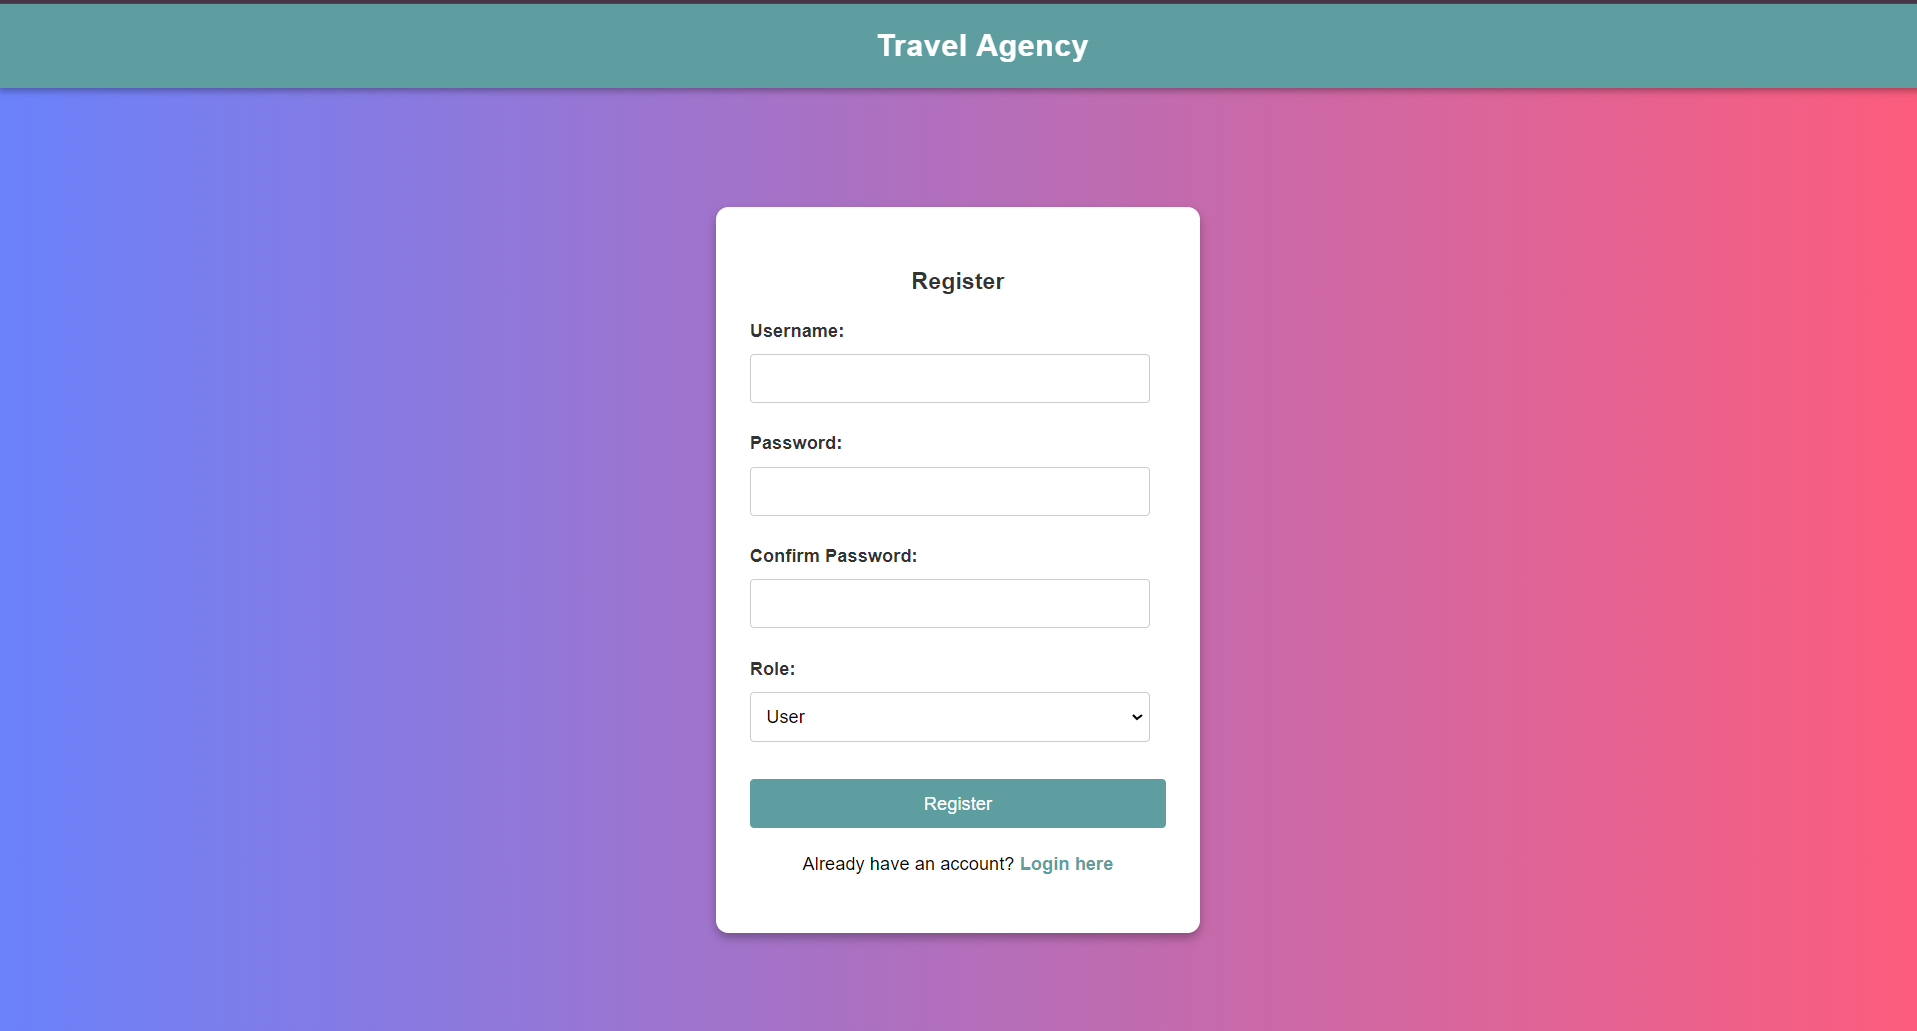 Travel Agency
Register
Username:
Password:
Confirm Password:
Role:
User
Register
Already have an account? Login here